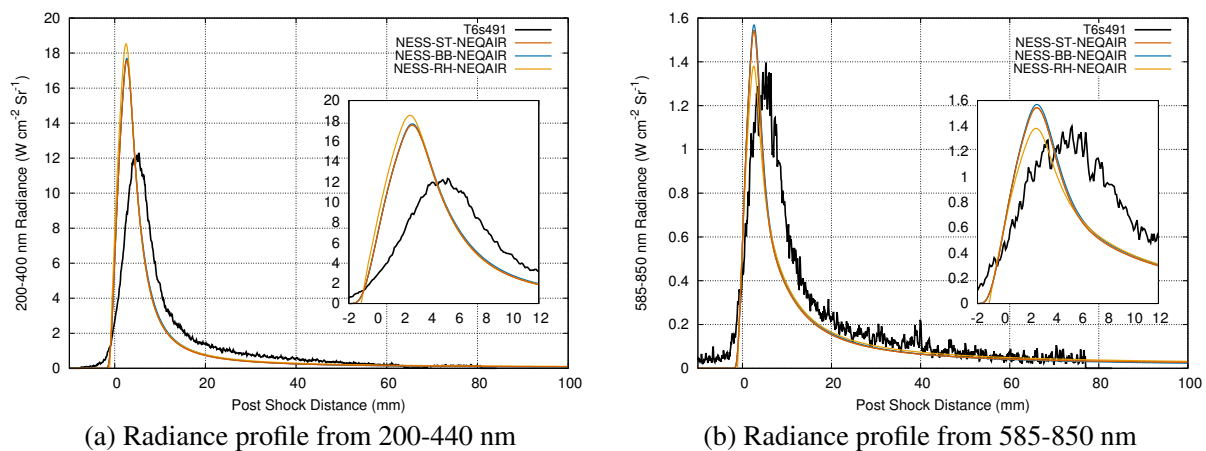 20
18
16
14
12
10
8
6
4
2
0
200-400 nm Radiance (W cm-2 Sr-1)
T6s491
NESS-ST-NEQAIR
NESS-BB-NEQAIR
NESS-RH-NEQAIR
20
18
16
14
12
10
8
6
4
2
0
-2 0 2 4 6 8 10 12
0 20 40 60 80 100
Post Shock Distance (mm)
(a) Radiance profile from 200-440 nm
1.6
1.4
1.2
1
0.8
0.6
0.4
0.2
0
585-850 nm Radiance (W cm-2 Sr-1)
T6s491
NESS-ST-NEQAIR
NESS-BB-NEQAIR
NESS-RH-NEQAIR
1.6
1.4
1.2
1
0.8
0.6
0.4
0.2
0
-2 0 2 4 6 8 10 12
0 20 40 60 80 100
Post Shock Distance (mm)
(b) Radiance profile from 585-850 nm